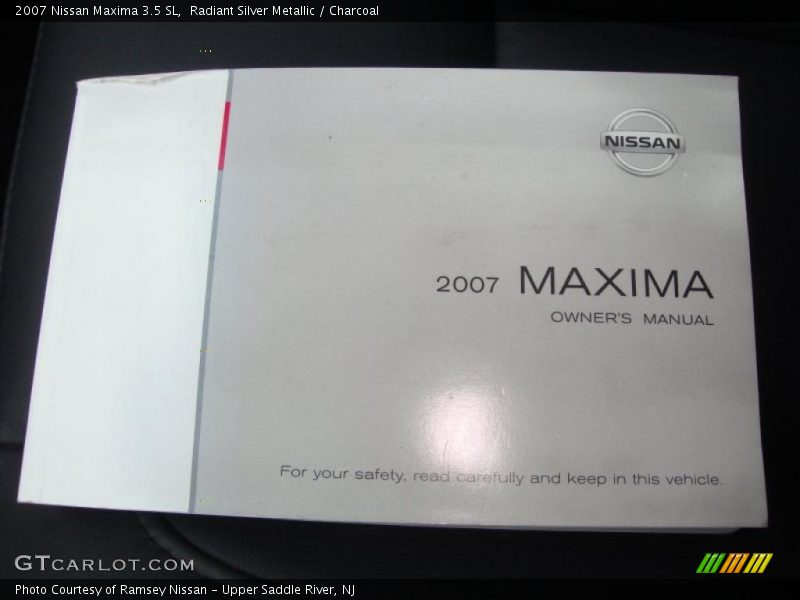 2007 Nissan Maxima 3.5 SL,  Radiant Silver Metallic / Charcoal
NISSAN
2007 MAXIMA
OWNER'S MANUAL
For your safety, read carefully and keep in this vehicle.
GTCARLOT.COM
Photo Courtesy of Ramsey Nissan - Upper Saddle River, NJ